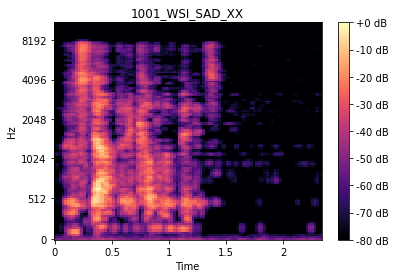 1001_WSI_SAD_XX
+0 dB
8192
-10 dB
4096
-20 dB
-30 dB
2048
Hz
-40 dB
1024
-50 dB
512
-60 dB
-70 dB
0
-80 dB
0 0.5 1 1.5 2
Time